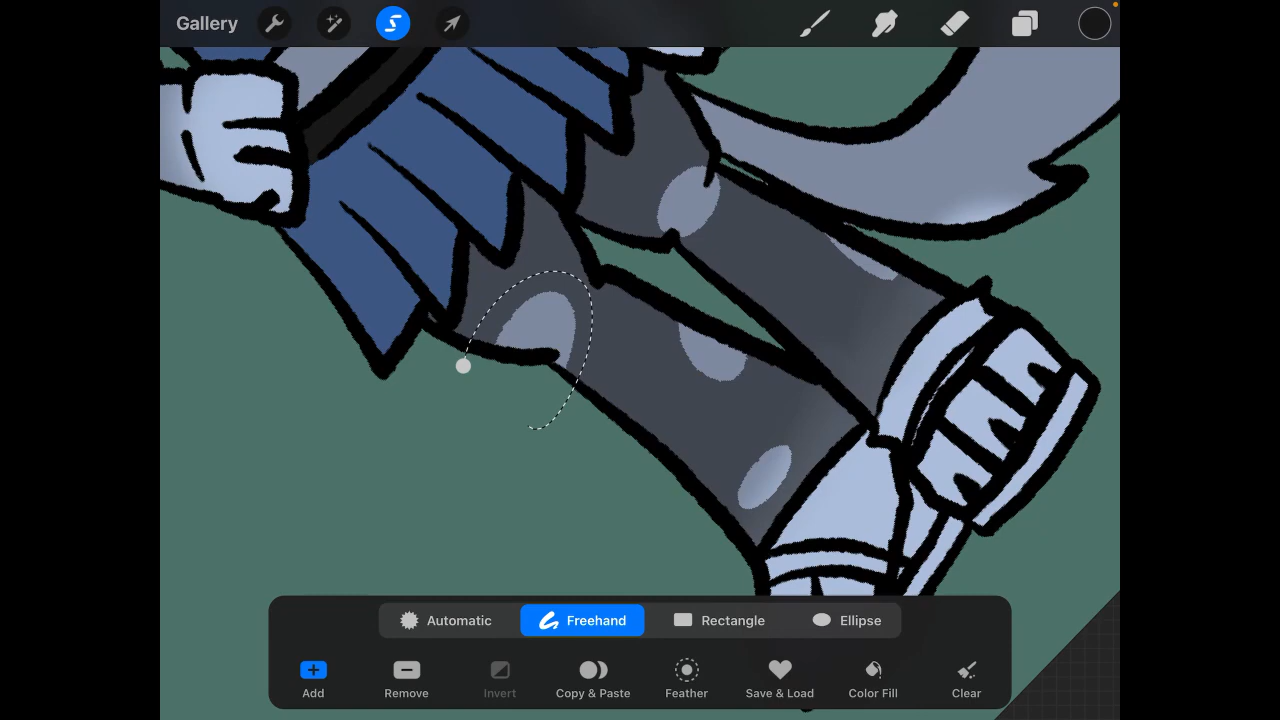 Gallery
Automatic Freehand Rectangle Ellipse
Add Remove Invert Copy & Paste Feather Save & Load Color Fill Clear